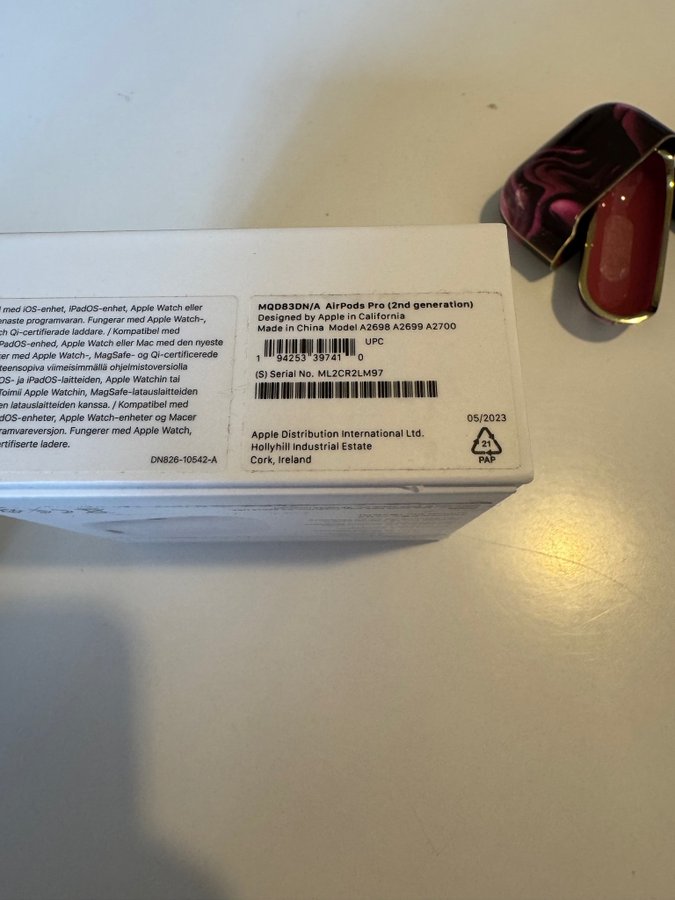 l med iOS-enhet, iPadOS-enhet, Apple Watch eller
enaste programvaran. Fungerar med Apple Watch-,
h Qi-certifierade laddare. / Kompatibel med
PadOS-enhed, Apple Watch eller Mac med den nyeste
er med Apple Watch-, MagSafe- og Qi-certificerede
teensopiva viimeisimmällä ohjelmistoversiolla
OS- ja iPadOS-laitteiden, Apple Watchin tai
Toimii Apple Watchin, MagSafe-latauslaitteiden
en latauslaitteiden kanssa. / Kompatibel med
dOS-enheter, Apple Watch-enheter og Macer
ramvareversjon. Fungerer med Apple Watch,
ertifiserte ladere.
DN826-10542-A
MQD83DN/A AirPods Pro (2nd generation)
Designed by Apple in California
Made in China Model A2698 A2699 A2700
UPC
1 94253 39741 0
(S) Serial No. ML2CR2LM97
05/2023
Apple Distribution International Ltd.
Hollyhill Industrial Estate
Cork, Ireland
21
PAP